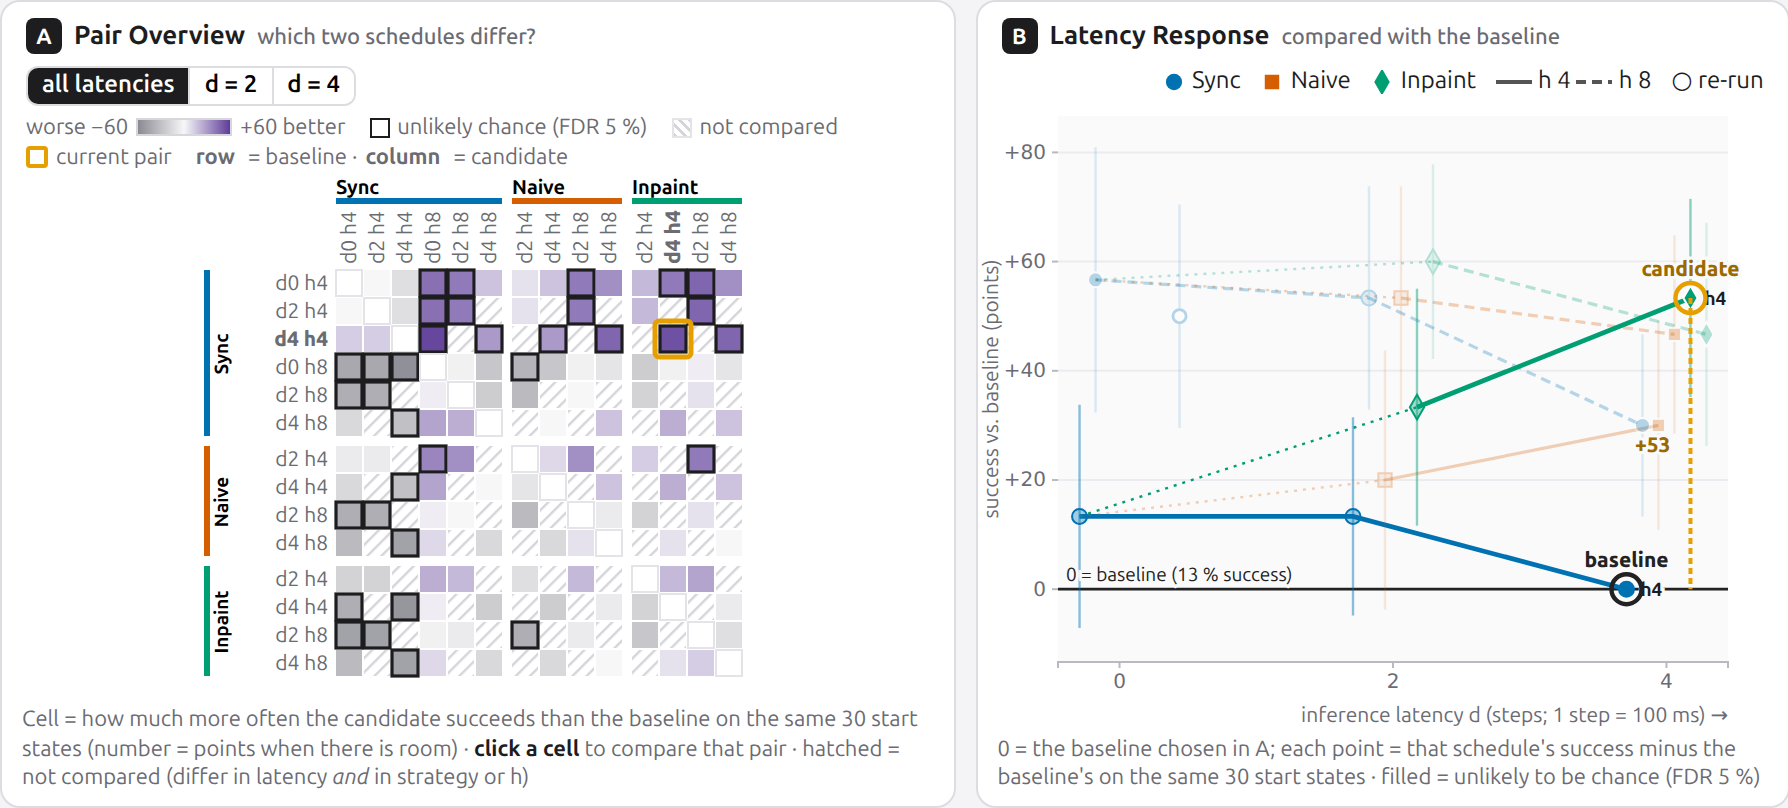 A Pair Overview which two schedules differ?
all latencies d = 2 d = 4
worse −60 +60 better unlikely chance (FDR 5 %) not compared
current pair row = baseline · column = candidate
Sync Naive Inpaint
d0 h4 d2 h4 d4 h4 d0 h8 d2 h8 d4 h8 d2 h4 d4 h4 d2 h8 d4 h8 d2 h4 d4 h4 d2 h8 d4 h8
Sync
d0 h4
d2 h4
d4 h4
d0 h8
d2 h8
d4 h8
Naive
d2 h4
d4 h4
d2 h8
d4 h8
Inpaint
d2 h4
d4 h4
d2 h8
d4 h8
Cell = how much more often the candidate succeeds than the baseline on the same 30 start
states (number = points when there is room) · click a cell to compare that pair · hatched =
not compared (differ in latency and in strategy or h)
B Latency Response compared with the baseline
Sync Naive Inpaint h 4 h 8 re-run
success vs. baseline (points)
+80
+60
+40
+20
0
candidate
h4
+53
baseline
h4
0 = baseline (13 % success)
0 2 4
inference latency d (steps; 1 step = 100 ms) →
0 = the baseline chosen in A; each point = that schedule's success minus the
baseline's on the same 30 start states · filled = unlikely to be chance (FDR 5 %)